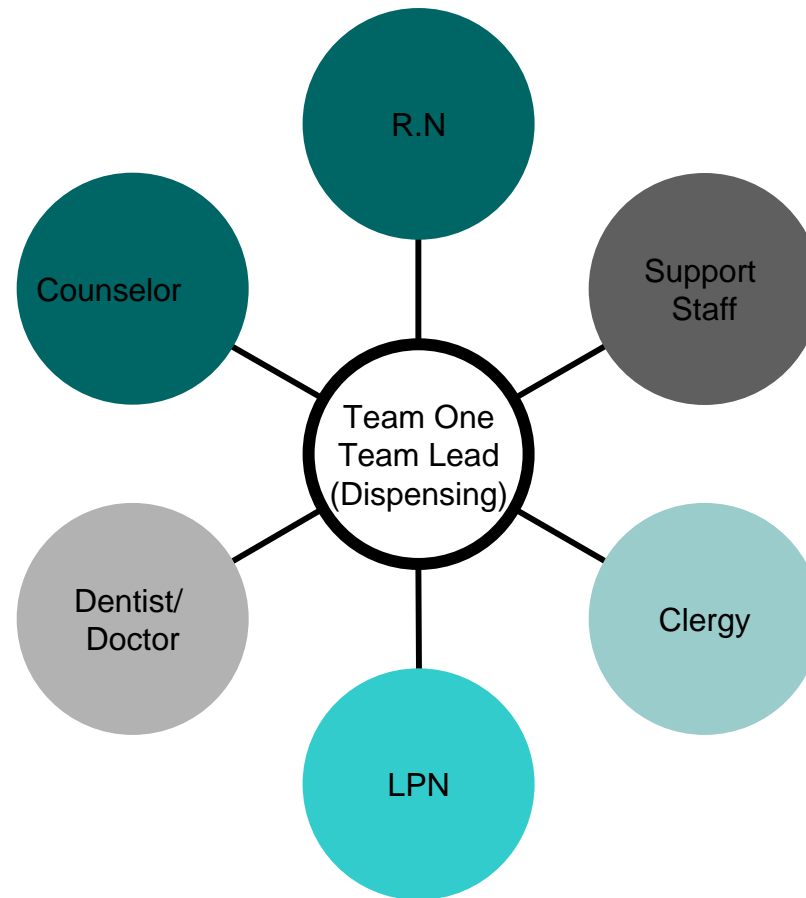 R.N
Counselor
Support
Staff
Team One
Team Lead
(Dispensing)
Dentist/
Doctor
Clergy
LPN